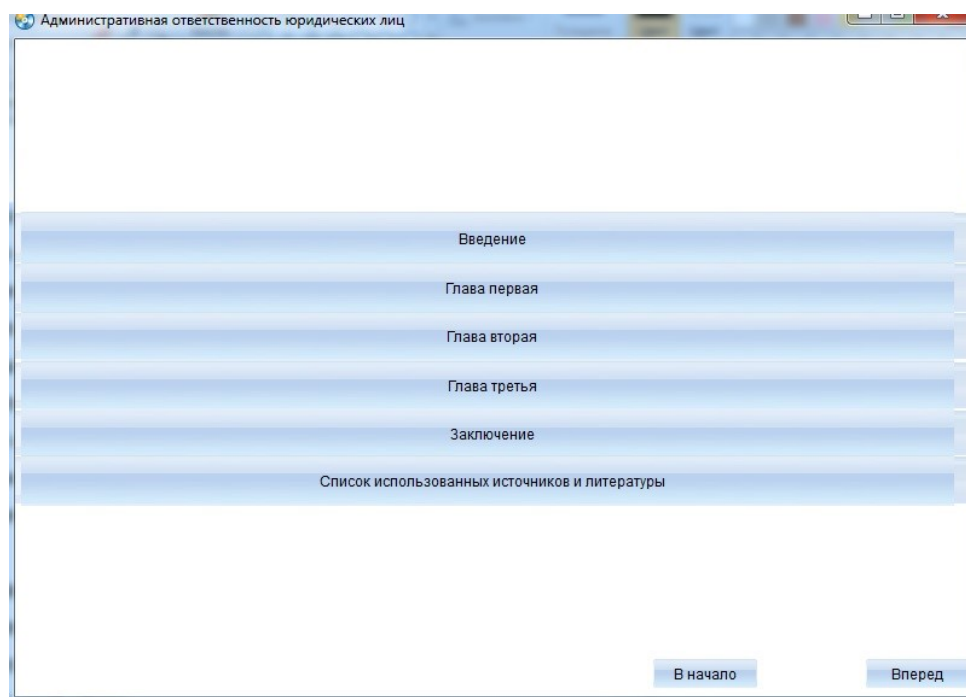 Административная ответственность юридических лиц
Введение
Глава первая
Глава вторая
Глава третья
Заключение
Список использованных источников и литературы
В начало
Вперед